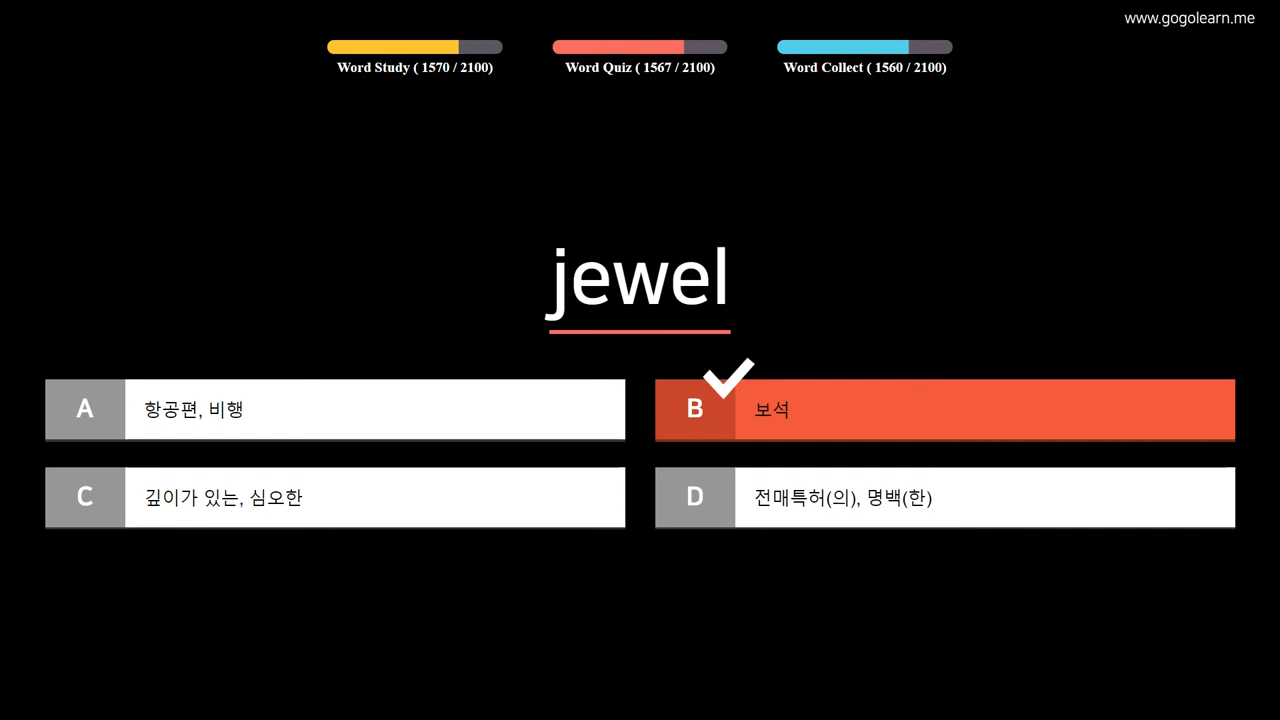 www.gogolearn.me
Word Study ( 1570 / 2100)
Word Quiz ( 1567 / 2100)
Word Collect ( 1560 / 2100)
jewel
A 항공편, 비행
B 보석
C 깊이가 있는, 심오한
D 전매특허(의), 명백(한)